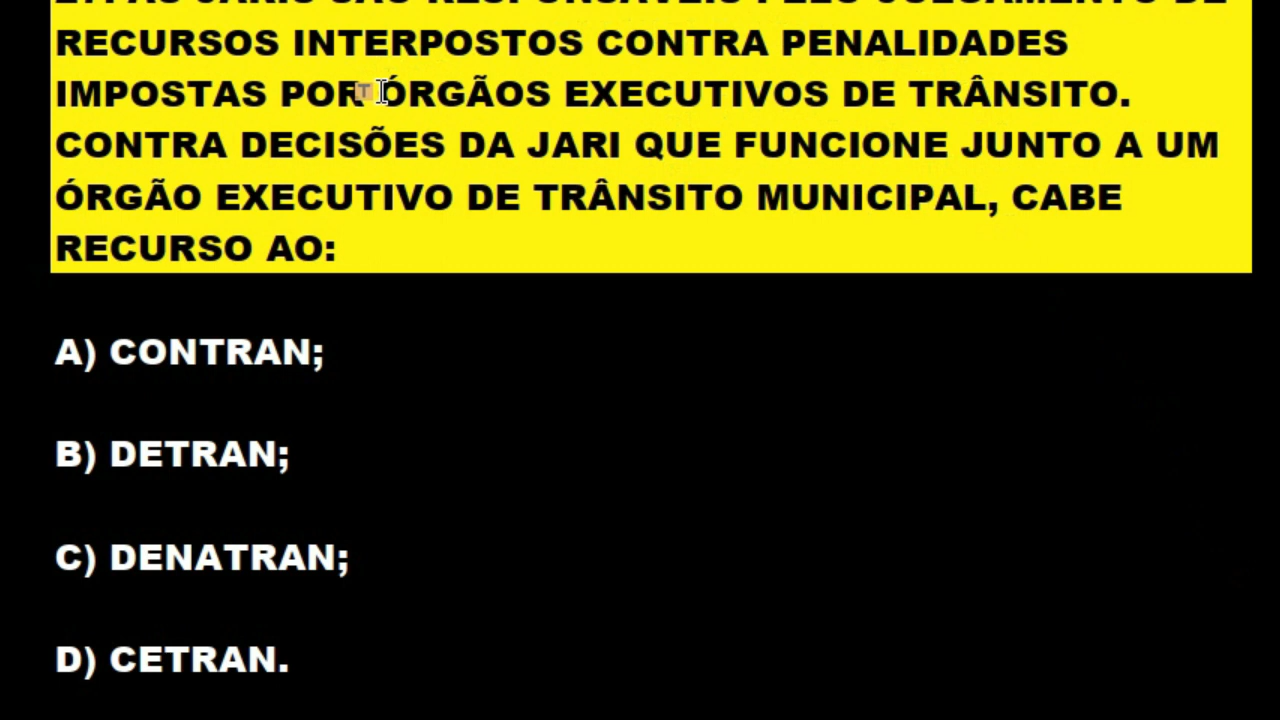 RECURSOS INTERPOSTOS CONTRA PENALIDADES
IMPOSTAS POR ÓRGÃOS EXECUTIVOS DE TRÂNSITO.
CONTRA DECISÕES DA JARI QUE FUNCIONE JUNTO A UM
ÓRGÃO EXECUTIVO DE TRÂNSITO MUNICIPAL, CABE
RECURSO AO:
A) CONTRAN;
B) DETRAN;
C) DENATRAN;
D) CETRAN.